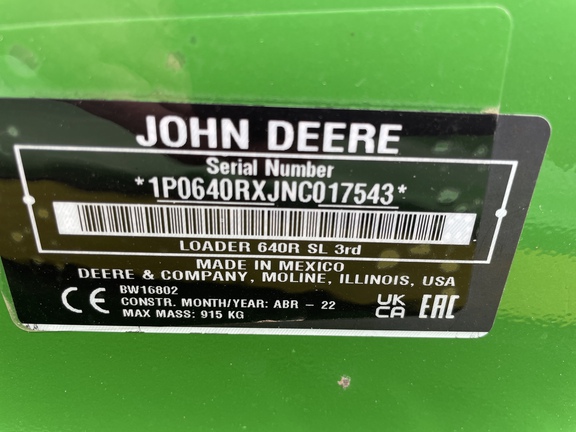 JOHN DEERE
Serial Number
*1P0640RXJNC017543*
LOADER 640R SL 3rd
MADE IN MEXICO
DEERE & COMPANY, MOLINE, ILLINOIS, USA
BW16802
CONSTR. MONTH/YEAR: ABR - 22
MAX MASS: 915 KG
CE
UK
CA
EAC